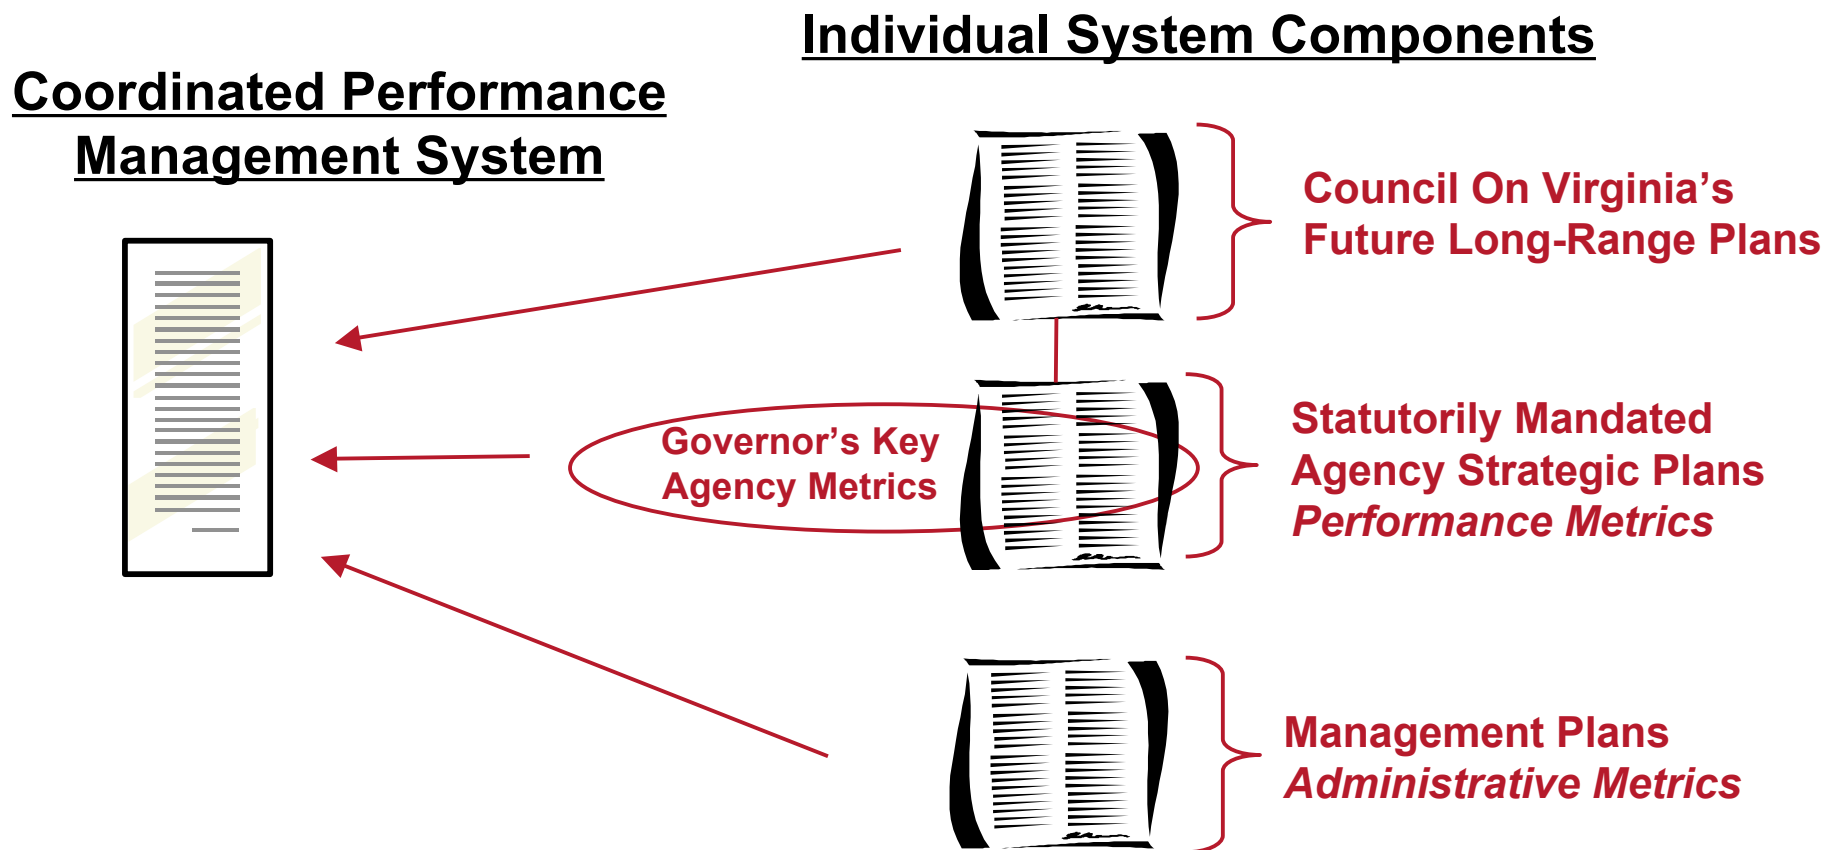 Individual System Components
Coordinated Performance
Management System
Council On Virginia’s
Future Long-Range Plans
Governor’s Key
Agency Metrics
Statutorily Mandated
Agency Strategic Plans
Performance Metrics
Management Plans
Administrative Metrics